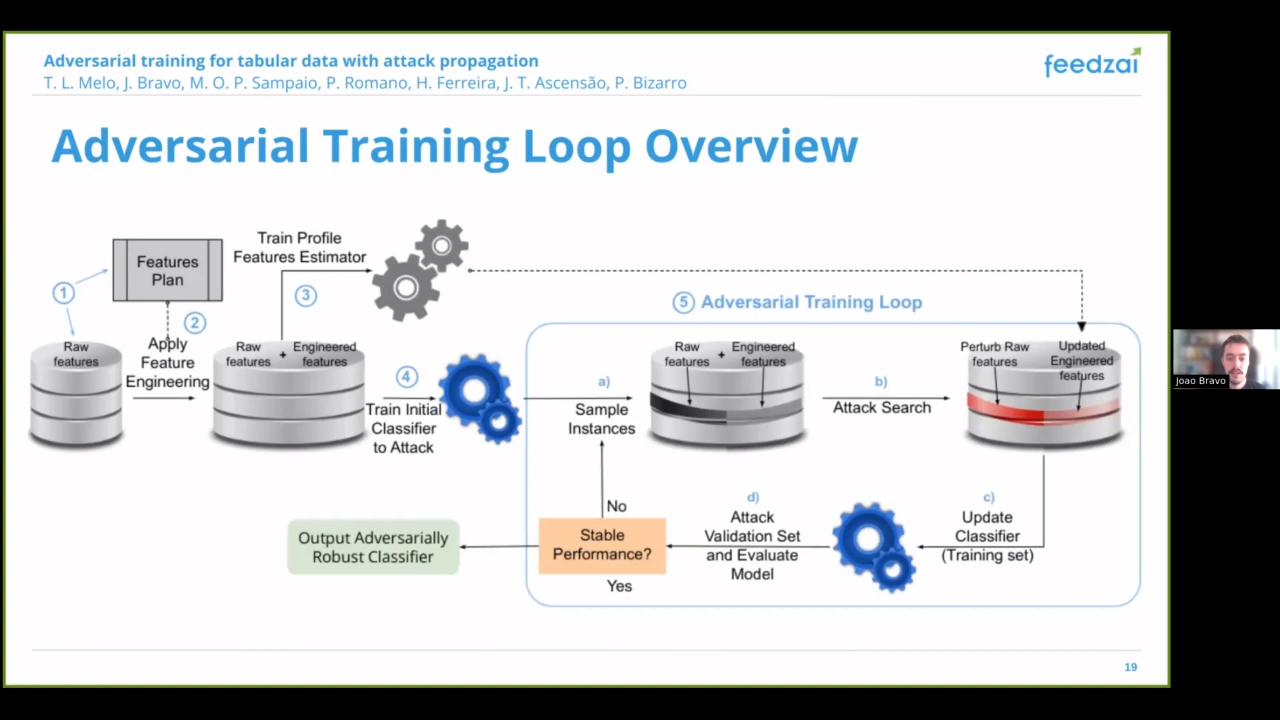 Adversarial training for tabular data with attack propagation
T. L. Melo, J. Bravo, M. O. P. Sampaio, P. Romano, H. Ferreira, J. T. Ascensão, P. Bizarro
feedzai
Adversarial Training Loop Overview
1
Features
Plan
2
Train Profile
Features Estimator
3
Raw
features
Apply
Feature
Engineering
Raw
features
+
Engineered
features
4
Train Initial
Classifier
to Attack
5 Adversarial Training Loop
a)
Sample
Instances
Raw
features
+
Engineered
features
b)
Attack Search
Perturb Raw
features
Updated
Engineered
features
c)
Update
Classifier
(Training set)
d)
Attack
Validation Set
and Evaluate
Model
No
Stable
Performance?
Yes
Output Adversarially
Robust Classifier
19
Joao Bravo